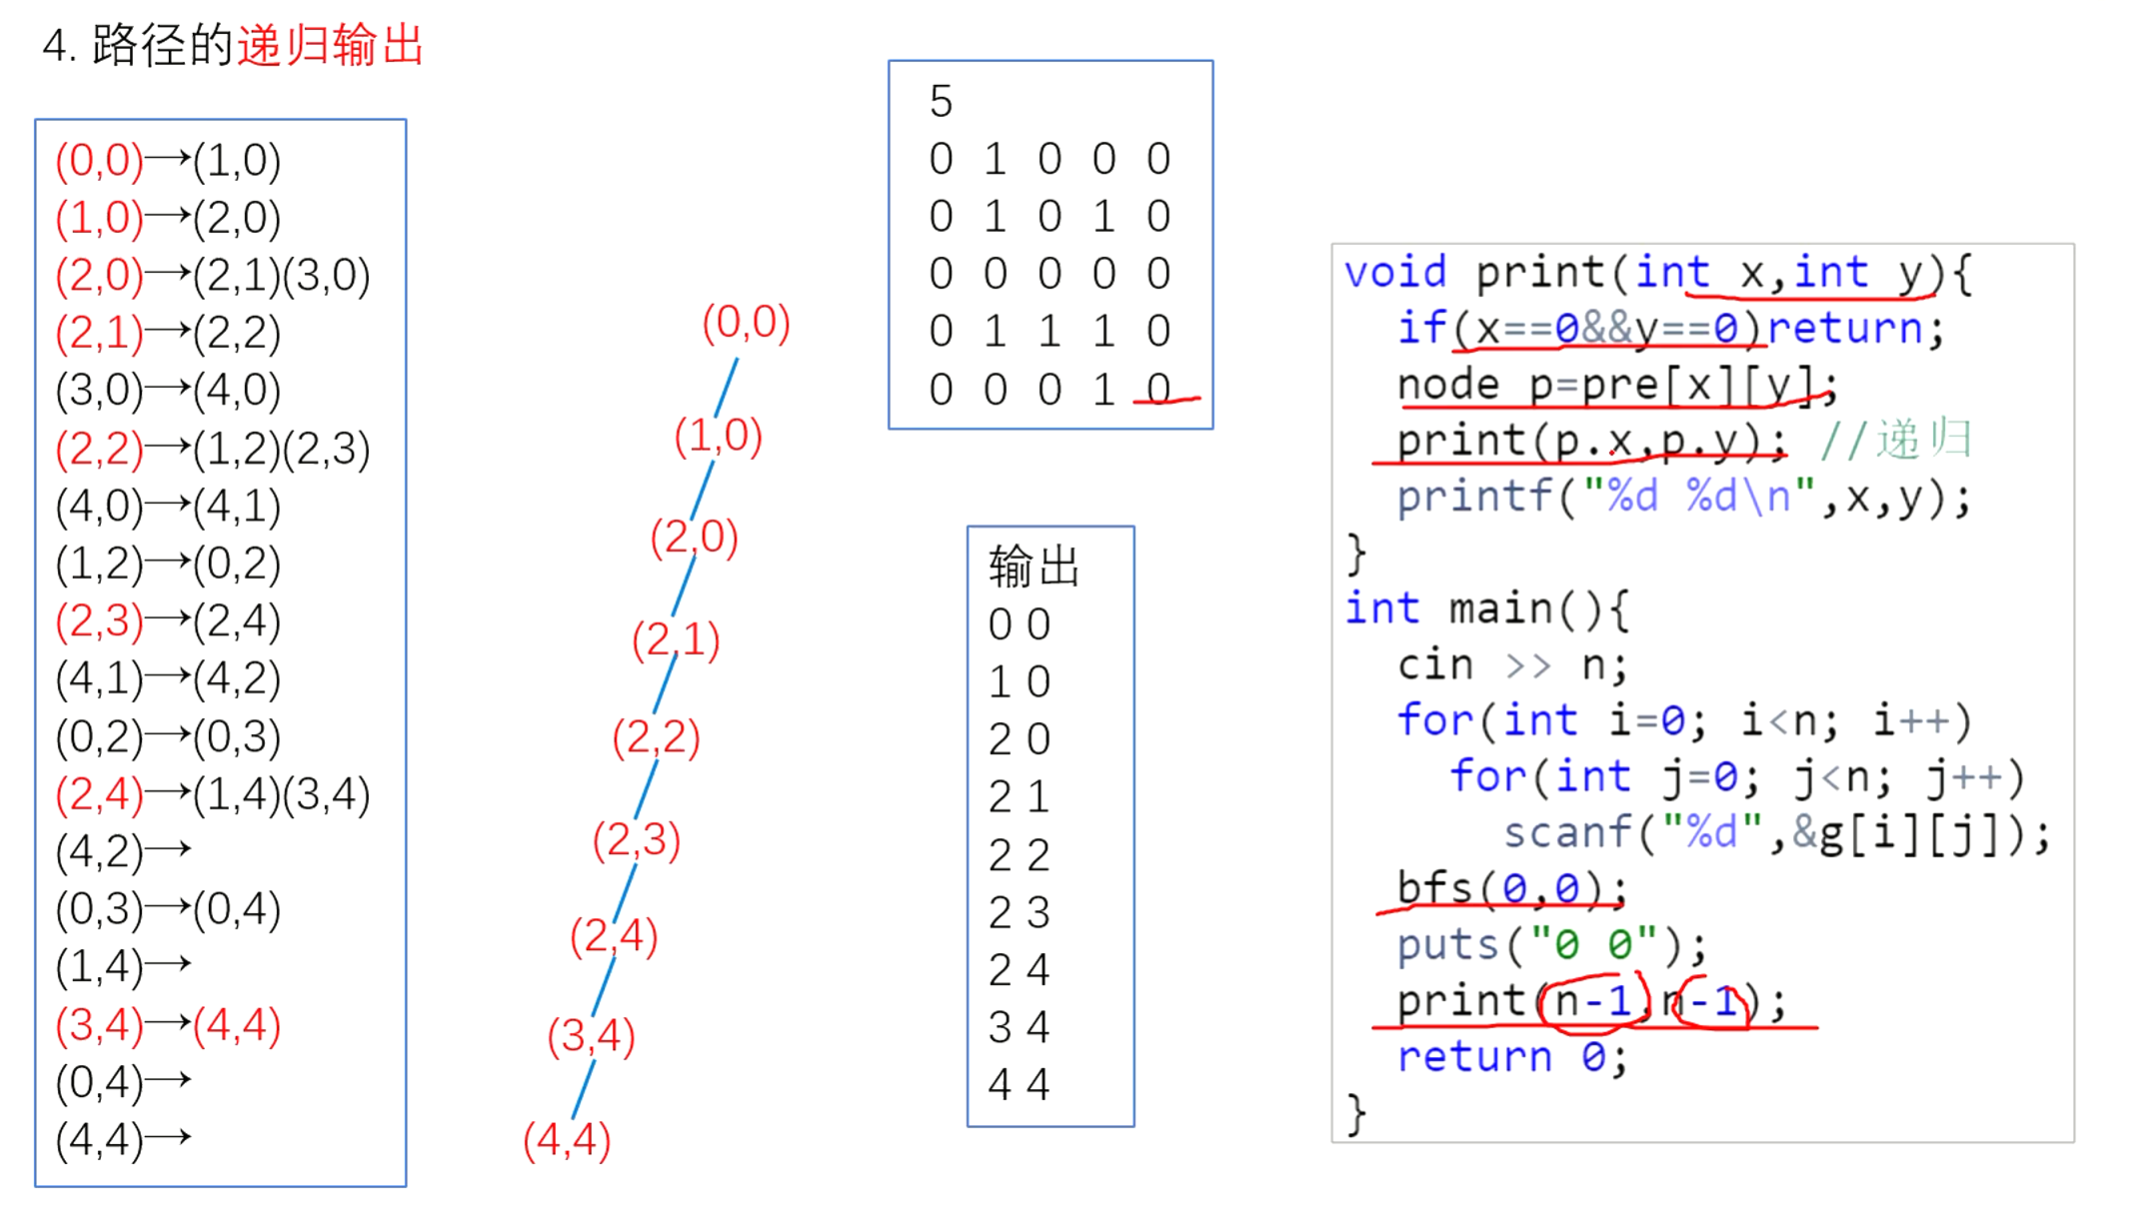 4. 路径的递归输出
(0,0)→(1,0)
(1,0)→(2,0)
(2,0)→(2,1)(3,0)
(2,1)→(2,2)
(3,0)→(4,0)
(2,2)→(1,2)(2,3)
(4,0)→(4,1)
(1,2)→(0,2)
(2,3)→(2,4)
(4,1)→(4,2)
(0,2)→(0,3)
(2,4)→(1,4)(3,4)
(4,2)→
(0,3)→(0,4)
(1,4)→
(3,4)→(4,4)
(0,4)→
(4,4)→
(0,0)
(1,0)
(2,0)
(2,1)
(2,2)
(2,3)
(2,4)
(3,4)
(4,4)
5
0 1 0 0 0
0 1 0 1 0
0 0 0 0 0
0 1 1 1 0
0 0 0 1 0
输出
0 0
1 0
2 0
2 1
2 2
2 3
2 4
3 4
4 4
void print(int x,int y){
  if(x==0&&y==0)return;
  node p=pre[x][y];
  print(p.x,p.y); //递归
  printf("%d %d\n",x,y);
}
int main(){
  cin >> n;
  for(int i=0; i<n; i++)
    for(int j=0; j<n; j++)
      scanf("%d",&g[i][j]);
  bfs(0,0);
  puts("0 0");
  print(n-1,n-1);
  return 0;
}